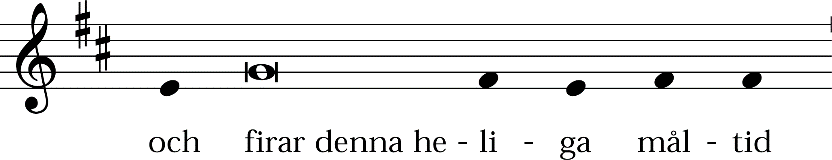 och firar denna he - li - ga mål - tid